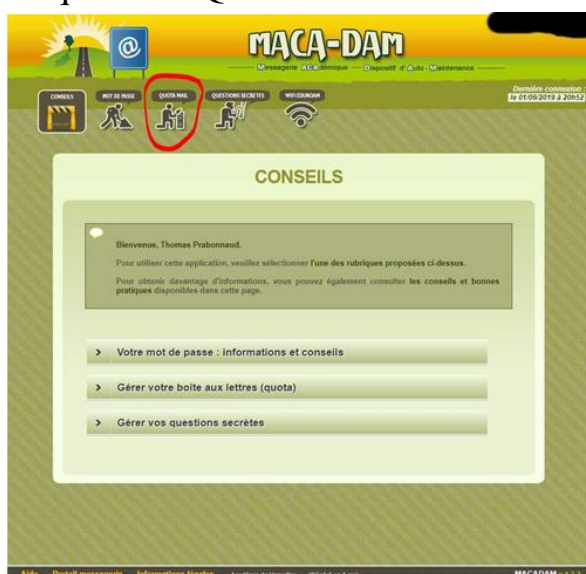 @
MACA-DAM
Messagerie ACAdémique — Dispositif d'Auto-Maintenance
Dernière connexion :
le 01/09/2019 à 20h52
CONSEILS
MOT DE PASSE
QUOTA MAIL
QUESTIONS SECRETES
WIFI EDUROAM
CONSEILS
Bienvenue, Thomas Prabonnaud.
Pour utiliser cette application, veuillez sélectionner l'une des rubriques proposées ci-dessus.
Pour obtenir davantage d'informations, vous pouvez également consulter les conseils et bonnes
pratiques disponibles dans cette page.
> Votre mot de passe : informations et conseils
> Gérer votre boîte aux lettres (quota)
> Gérer vos questions secrètes
Aide Portail messagerie Informations légales
MACADAM